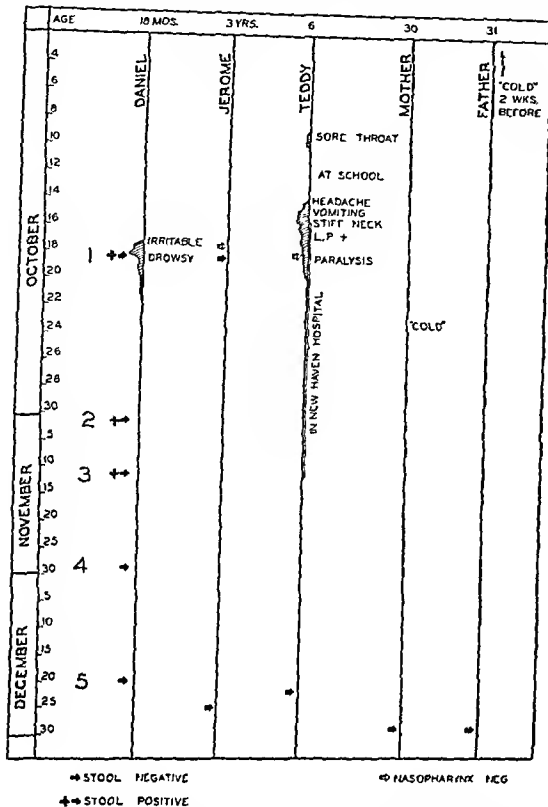 AGE 18 MOS. 3 YRS. 6 30 31
DANIEL JEROME TEDDY MOTHER FATHER
OCTOBER
4
6
8
10
12
14
16
18
20
22
24
26
28
30
NOVEMBER
5
10
15
20
25
30
DECEMBER
5
10
15
20
25
30
1
2
3
4
5
IRRITABLE
DROWSY
SORE THROAT
AT SCHOOL
HEADACHE
VOMITING
STIFF NECK
L.P +
PARALYSIS
IN NEW HAVEN HOSPITAL
"COLD"
"COLD"
2 WKS.
BEFORE
STOOL NEGATIVE
NASOPHARYNX NEG
STOOL POSITIVE